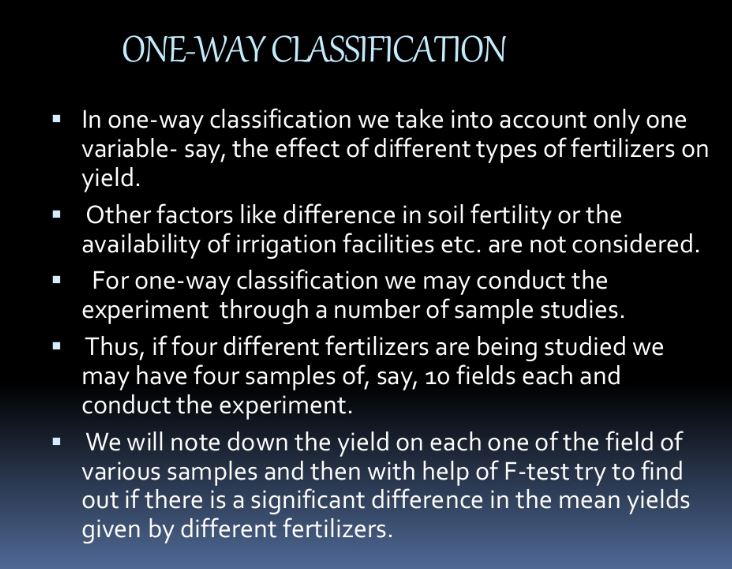 ONE-WAY CLASSIFICATION
▪ In one-way classification we take into account only one
variable- say, the effect of different types of fertilizers on
yield.
▪ Other factors like difference in soil fertility or the
availability of irrigation facilities etc. are not considered.
▪ For one-way classification we may conduct the
experiment through a number of sample studies.
▪ Thus, if four different fertilizers are being studied we
may have four samples of, say, 10 fields each and
conduct the experiment.
▪ We will note down the yield on each one of the field of
various samples and then with help of F-test try to find
out if there is a significant difference in the mean yields
given by different fertilizers.